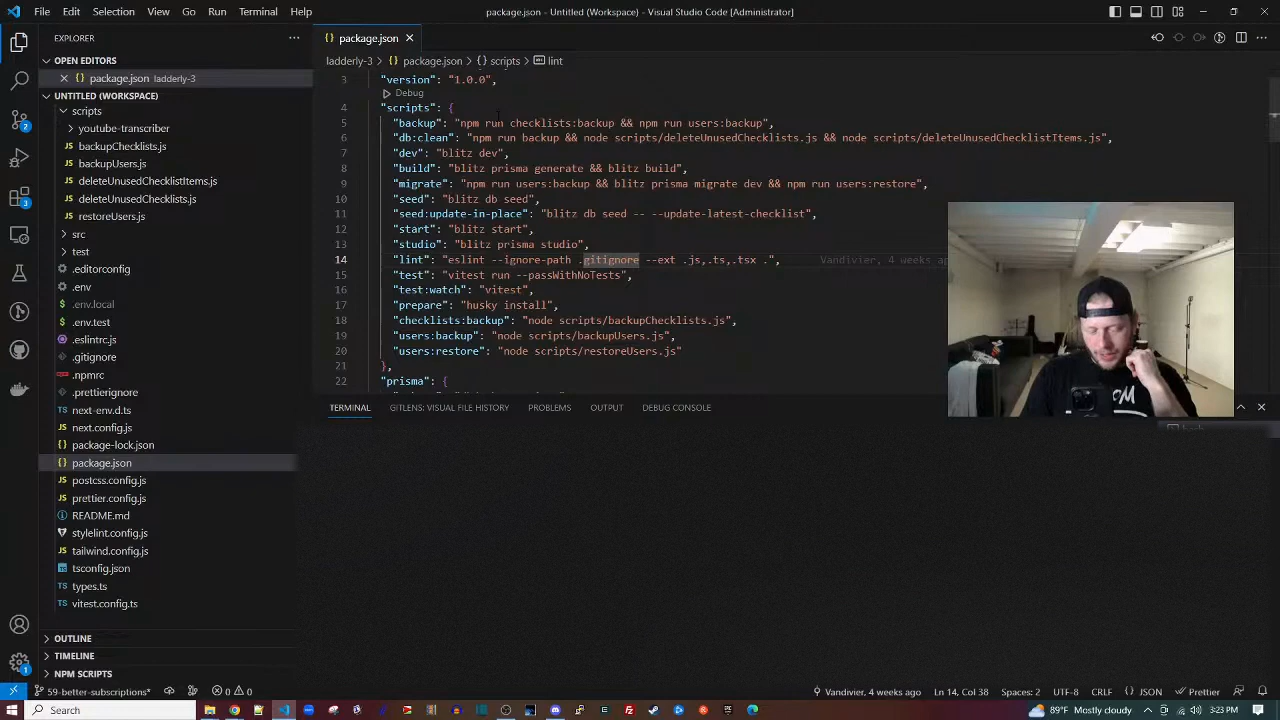 File Edit Selection View Go Run Terminal Help
package.json - Untitled (Workspace) - Visual Studio Code [Administrator]
EXPLORER
OPEN EDITORS
package.json ladderly-3
UNTITLED (WORKSPACE)
scripts
youtube-transcriber
backupChecklists.js
backupUsers.js
deleteUnusedChecklistItems.js
deleteUnusedChecklists.js
restoreUsers.js
src
test
.editorconfig
.env
.env.local
.env.test
.eslintrc.js
.gitignore
.npmrc
.prettierignore
next-env.d.ts
next.config.js
package-lock.json
package.json
postcss.config.js
prettier.config.js
README.md
stylelint.config.js
tailwind.config.js
tsconfig.json
types.ts
vitest.config.ts
OUTLINE
TIMELINE
NPM SCRIPTS
package.json
ladderly-3 > package.json > scripts > lint
3 "version": "1.0.0",
Debug
4 "scripts": {
5 "backup": "npm run checklists:backup && npm run users:backup",
6 "db:clean": "npm run backup && node scripts/deleteUnusedChecklists.js && node scripts/deleteUnusedChecklistItems.js",
7 "dev": "blitz dev",
8 "build": "blitz prisma generate && blitz build",
9 "migrate": "npm run users:backup && blitz prisma migrate dev && npm run users:restore",
10 "seed": "blitz db seed",
11 "seed:update-in-place": "blitz db seed -- --update-latest-checklist",
12 "start": "blitz start",
13 "studio": "blitz prisma studio",
14 "lint": "eslint --ignore-path .gitignore --ext .js,.ts,.tsx .", Vandivier, 4 weeks ag
15 "test": "vitest run --passWithNoTests",
16 "test:watch": "vitest",
17 "prepare": "husky install",
18 "checklists:backup": "node scripts/backupChecklists.js",
19 "users:backup": "node scripts/backupUsers.js",
20 "users:restore": "node scripts/restoreUsers.js"
21 },
22 "prisma": {
TERMINAL GITLENS: VISUAL FILE HISTORY PROBLEMS OUTPUT DEBUG CONSOLE
59-better-subscriptions* 0 0 Vandivier, 4 weeks ago Ln 14, Col 38 Spaces: 2 UTF-8 CRLF {} JSON Prettier
Search 89°F Mostly cloudy 3:23 PM